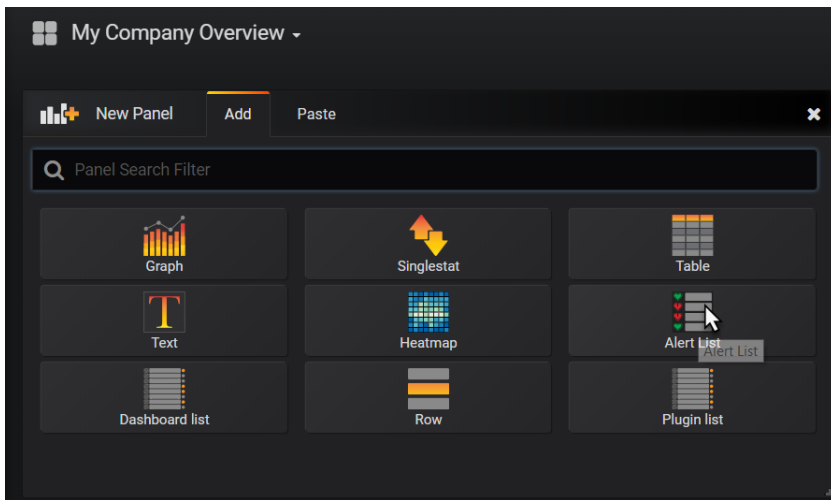 My Company Overview
New Panel Add Paste
Panel Search Filter
Graph Singlestat Table
T
Text Heatmap Alert List
Alert List
Dashboard list Row Plugin list